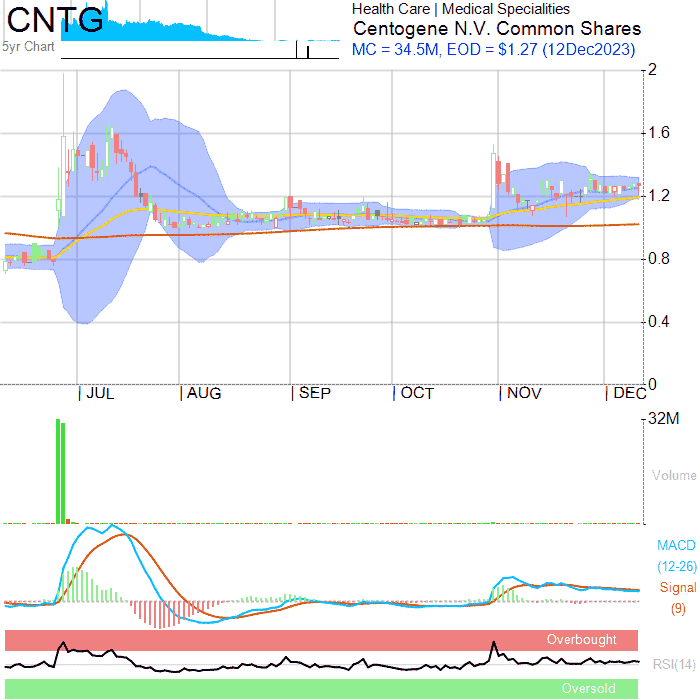 CNTG
Health Care | Medical Specialities
Centogene N.V. Common Shares
5yr Chart
MC = 34.5M, EOD = $1.27 (12Dec2023)
2
1.6
1.2
0.8
0.4
0
JUL AUG SEP OCT NOV DEC
32M
Volume
MACD
(12-26)
Signal
(9)
Overbought
RSI(14)
Oversold